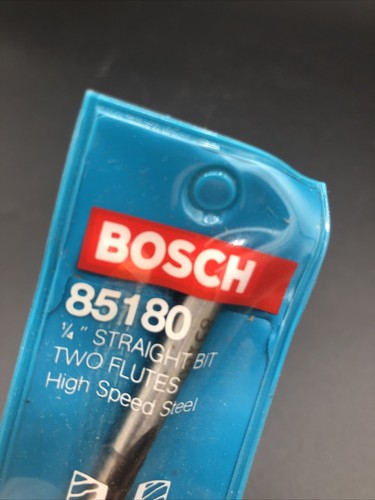 BOSCH
85180
1/4" STRAIGHT BIT
TWO FLUTES
High Speed Steel